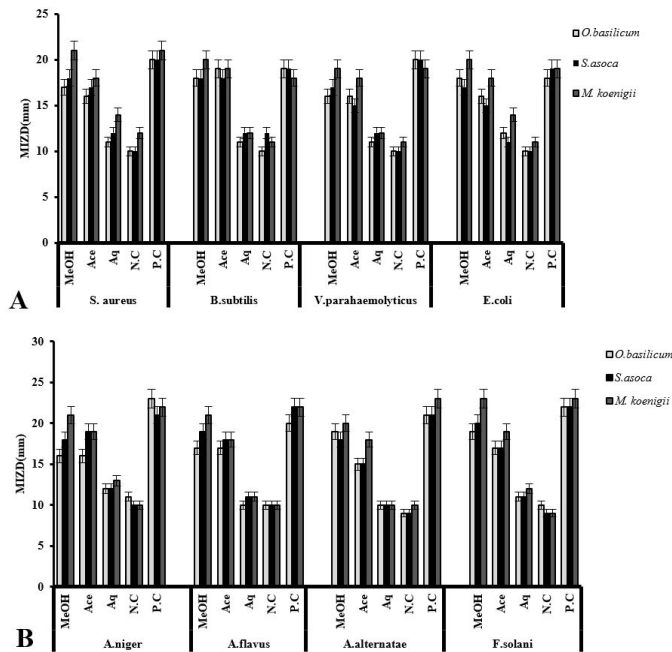 25
20
15
10
5
0
MIZD(mm)
O.basilicum
S.asoca
M. koenigii
MeOH Ace Aq N.C P.C MeOH Ace Aq N.C P.C MeOH Ace Aq N.C P.C MeOH Ace Aq N.C P.C
S. aureus B.subtilis V.parahaemolyticus E.coli
A
30
25
20
15
10
5
0
MIZD(mm)
O.basilicum
S.asoca
M. koenigii
MeOH Ace Aq N.C P.C MeOH Ace Aq N.C P.C MeOH Ace Aq N.C P.C MeOH Ace Aq N.C P.C
A.niger A.flavus A.alternatae F.solani
B